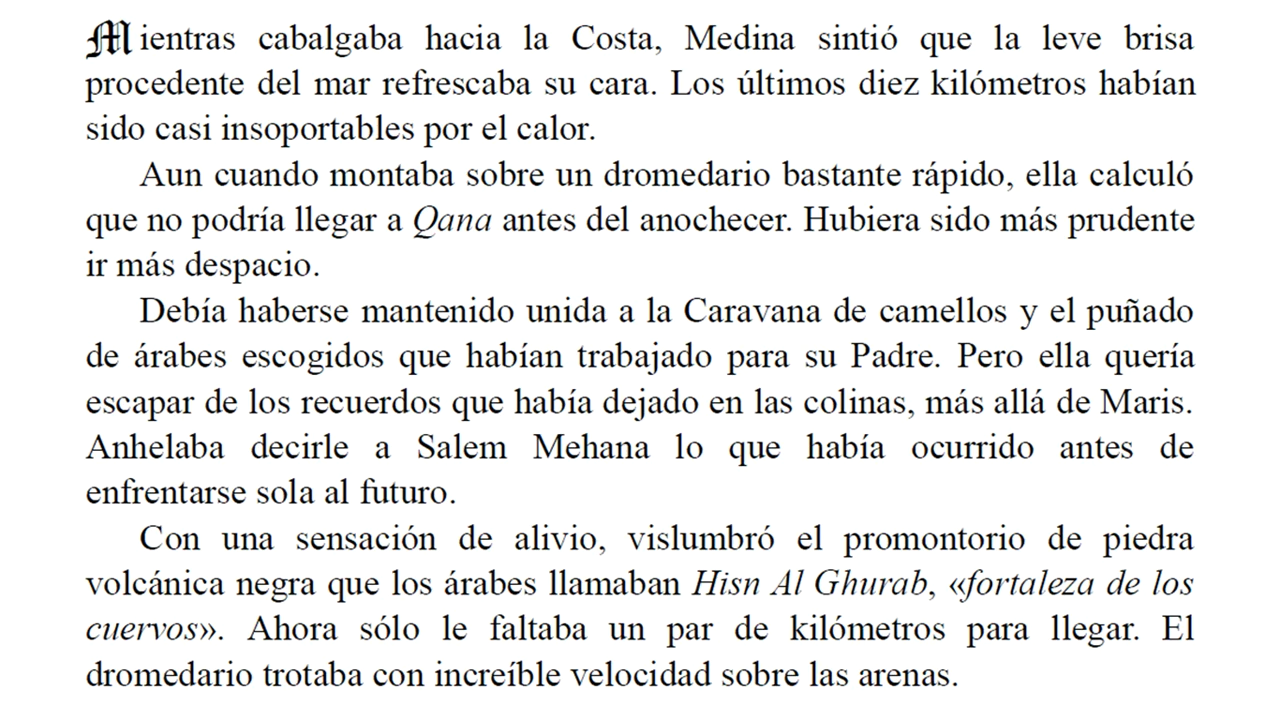 Mientras cabalgaba hacia la Costa, Medina sintió que la leve brisa
procedente del mar refrescaba su cara. Los últimos diez kilómetros habían
sido casi insoportables por el calor.
Aun cuando montaba sobre un dromedario bastante rápido, ella calculó
que no podría llegar a Qana antes del anochecer. Hubiera sido más prudente
ir más despacio.
Debía haberse mantenido unida a la Caravana de camellos y el puñado
de árabes escogidos que habían trabajado para su Padre. Pero ella quería
escapar de los recuerdos que había dejado en las colinas, más allá de Maris.
Anhelaba decirle a Salem Mehana lo que había ocurrido antes de
enfrentarse sola al futuro.
Con una sensación de alivio, vislumbró el promontorio de piedra
volcánica negra que los árabes llamaban Hisn Al Ghurab, «fortaleza de los
cuervos». Ahora sólo le faltaba un par de kilómetros para llegar. El
dromedario trotaba con increíble velocidad sobre las arenas.